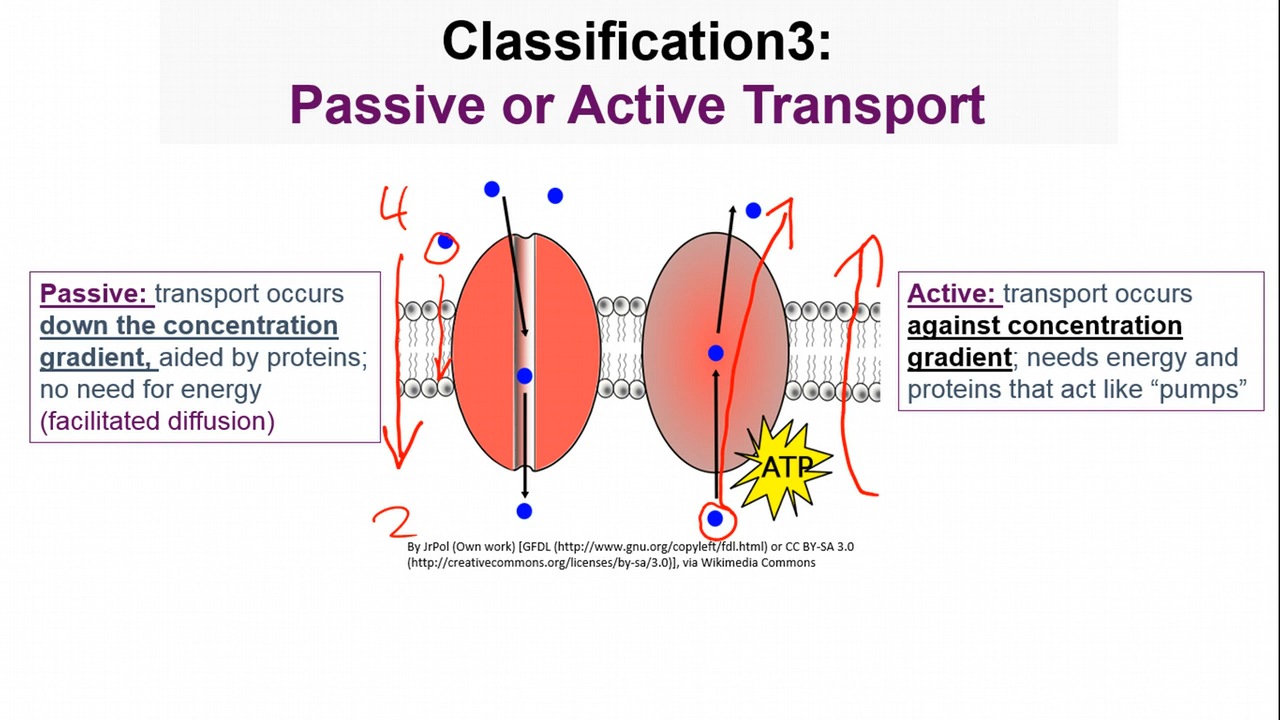 Classification3:
Passive or Active Transport
4
Passive: transport occurs
down the concentration
gradient, aided by proteins;
no need for energy
(facilitated diffusion)
Active: transport occurs
against concentration
gradient; needs energy and
proteins that act like “pumps”
ATP
2
By JrPol (Own work) [GFDL (http://www.gnu.org/copyleft/fdl.html) or CC BY-SA 3.0
(http://creativecommons.org/licenses/by-sa/3.0)], via Wikimedia Commons